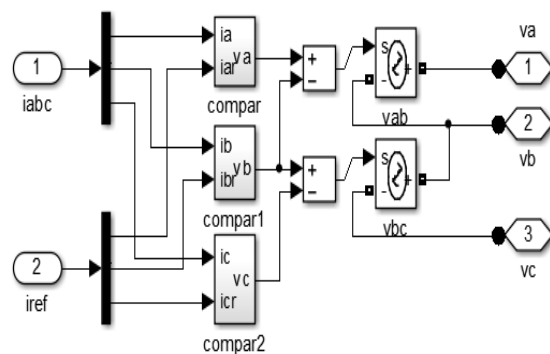 va
1
iabc
ia
iar
va
compar
+
−
s
-
+
vab
1
2
vb
ib
ibr
vb
compar1
+
−
s
-
+
vbc
3
vc
2
iref
ic
icr
vc
compar2